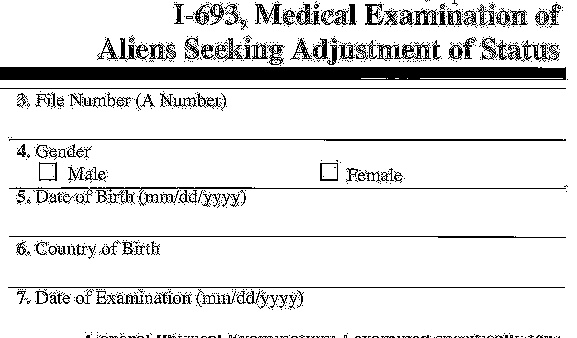 I-693, Medical Examination of
Aliens Seeking Adjustment of Status
3. File Number (A Number)
4. Gender
Male Female
5. Date of Birth (mm/dd/yyyy)
6. Country of Birth
7. Date of Examination (mm/dd/yyyy)